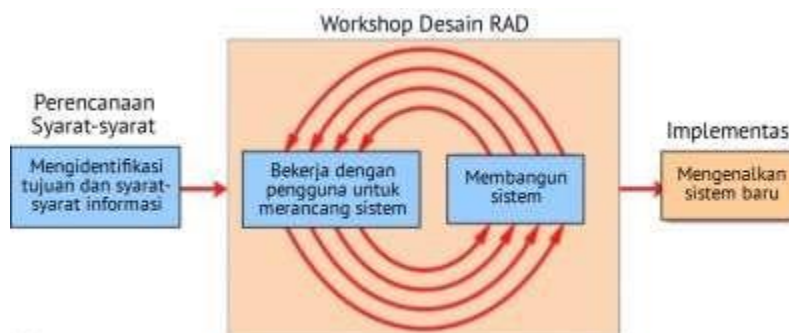 Workshop Desain RAD
Perencanaan
Syarat-syarat
Mengidentifikasi
tujuan dan syarat-
syarat informasi
Bekerja dengan
pengguna untuk
merancang sistem
Membangun
sistem
Implementas
Mengenalkan
sistem baru